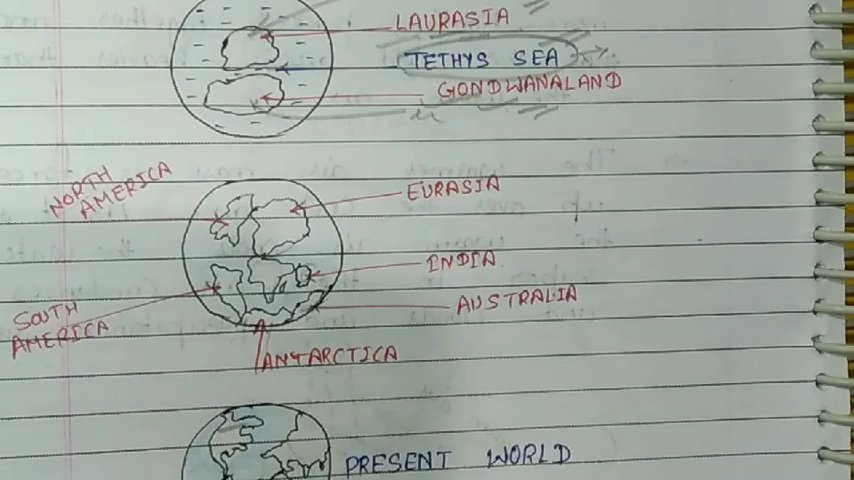 LAURASIA
TETHYS SEA
GONDWANALAND
NORTH
AMERICA
EURASIA
INDIA
AUSTRALIA
SOUTH
AMERICA
ANTARCTICA
PRESENT WORLD